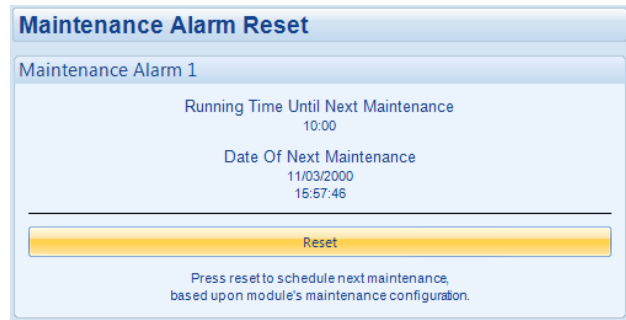 Maintenance Alarm Reset
Maintenance Alarm 1
Running Time Until Next Maintenance
10:00
Date Of Next Maintenance
11/03/2000
15:57:46
Reset
Press reset to schedule next maintenance,
based upon module's maintenance configuration.